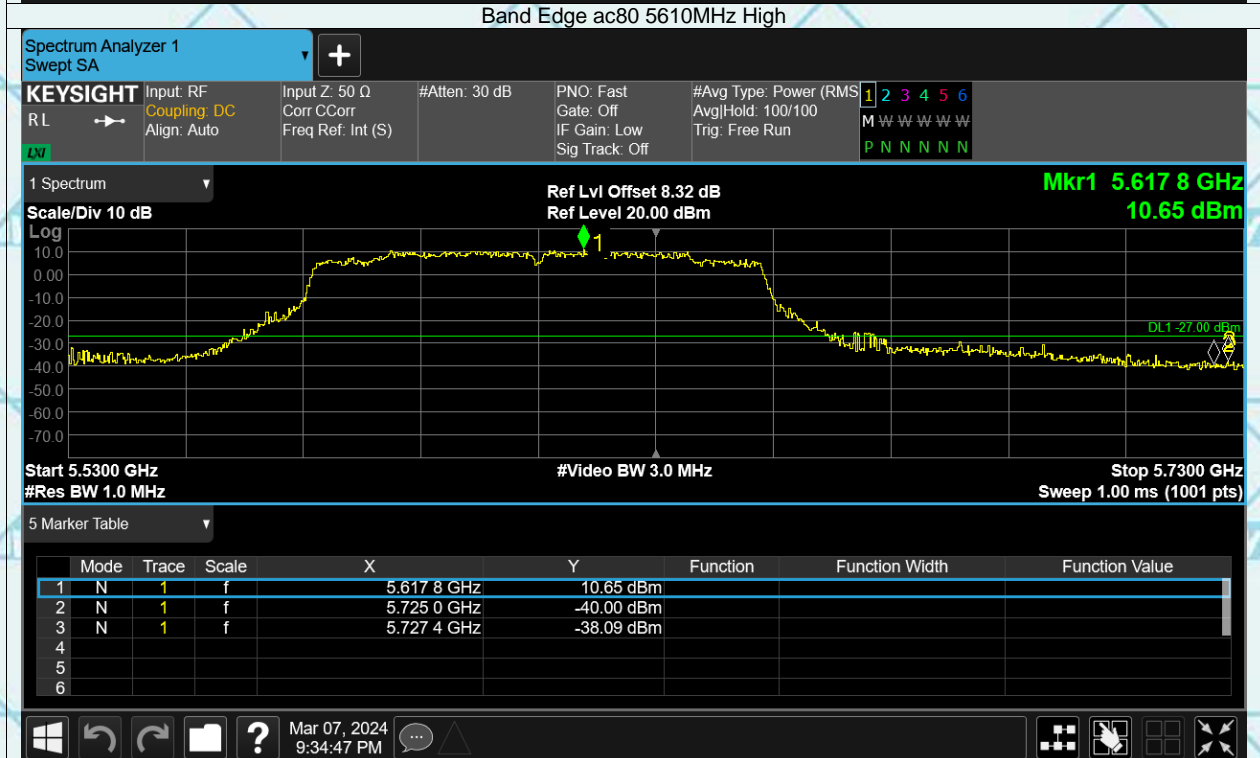 Band Edge ac80 5610MHz High
Spectrum Analyzer 1
Swept SA
KEYSIGHT
RL
LXI
Input: RF
Coupling: DC
Align: Auto
Input Z: 50 Ω
Corr CCorr
Freq Ref: Int (S)
#Atten: 30 dB
PNO: Fast
Gate: Off
IF Gain: Low
Sig Track: Off
#Avg Type: Power (RMS
Avg|Hold: 100/100
Trig: Free Run
1 2 3 4 5 6
M W W W W W
P N N N N N
1 Spectrum
Scale/Div 10 dB
Ref Lvl Offset 8.32 dB
Ref Level 20.00 dBm
Mkr1 5.617 8 GHz
10.65 dBm
Log
10.0
0.00
-10.0
-20.0
-30.0
-40.0
-50.0
-60.0
-70.0
1
DL1 -27.00 dBm
Start 5.5300 GHz
#Res BW 1.0 MHz
#Video BW 3.0 MHz
Stop 5.7300 GHz
Sweep 1.00 ms (1001 pts)
5 Marker Table
Mode Trace Scale X Y Function Function Width Function Value
1 N 1 f 5.617 8 GHz 10.65 dBm
2 N 1 f 5.725 0 GHz -40.00 dBm
3 N 1 f 5.727 4 GHz -38.09 dBm
4
5
6
?
Mar 07, 2024
9:34:47 PM